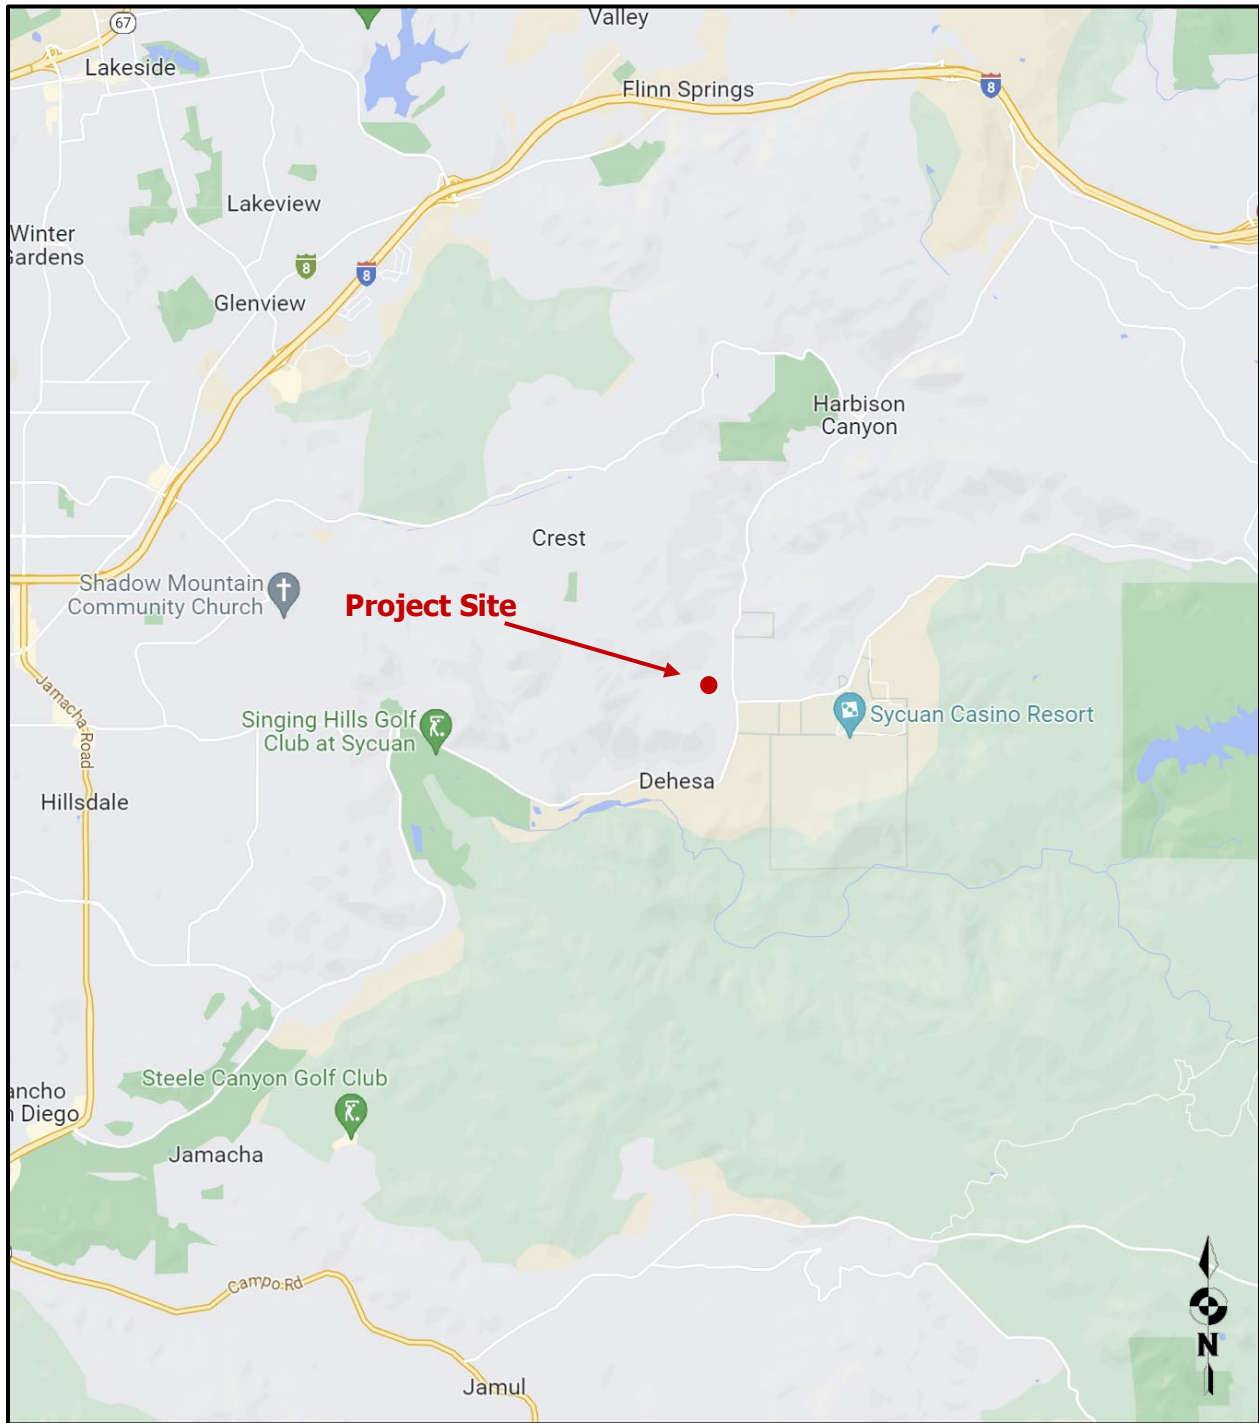 67
Valley
Lakeside
Flinn Springs
8
Lakeview
Winter
Gardens
8
8
Glenview
Harbison
Canyon
Crest
Shadow Mountain
Community Church
Project Site
Jamacha Road
Singing Hills Golf
Club at Sycuan
Sycuan Casino Resort
Dehesa
Hillsdale
Steele Canyon Golf Club
ancho
n Diego
Jamacha
Campo Rd
N
Jamul